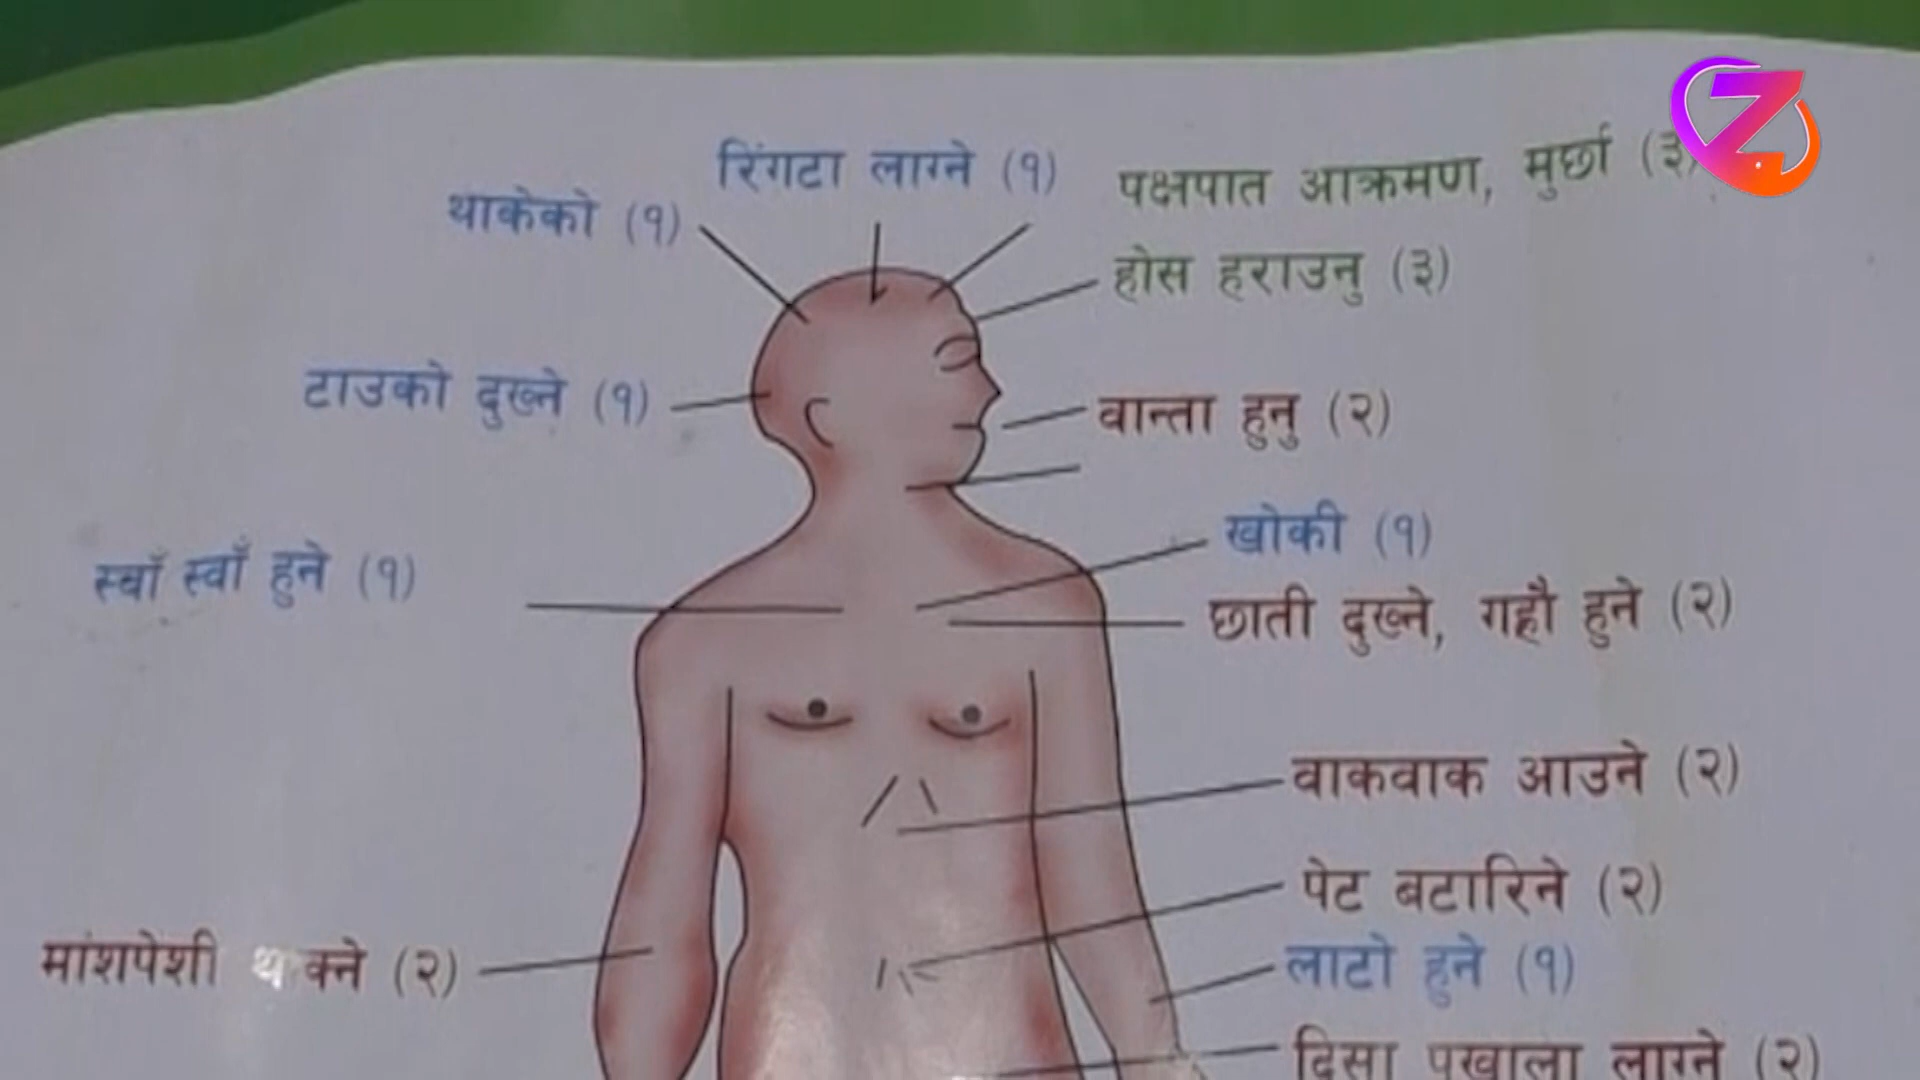 रिंगटा लाग्ने (१)
पक्षपात आक्रमण, मुर्छा (३)
थाकेको (१)
होस हराउनु (३)
टाउको दुख्ने (१)
वान्ता हुनु (२)
खोकी (१)
स्वाँ स्वाँ हुने (१)
छाती दुख्ने, गह्रौ हुने (२)
वाकवाक आउने (२)
पेट बटारिने (२)
मांशपेशी थाक्ने (२)
लाटो हुने (१)
दिसा पखाला लाग्ने (२)